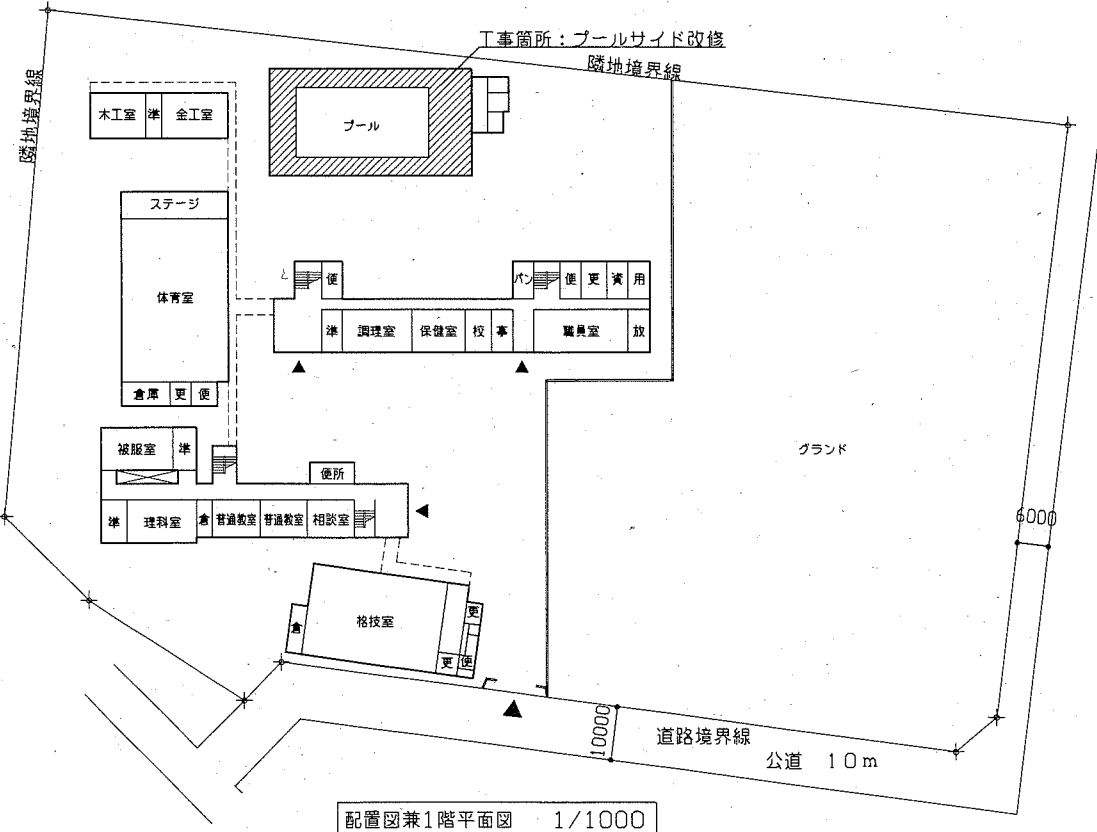 工事箇所：プールサイド改修
隣地境界線
隣地境界線
木工室
準
金工室
プール
ステージ
体育室
倉庫
更
便
と
便
パン
便
更
資
用
準
調理室
保健室
校
事
職員室
放
グランド
被服室
準
便所
準
理科室
倉
普通教室
普通教室
相談室
6000
倉
格技室
更
更
便
10000
道路境界線
公道 10m
配置図兼1階平面図 1/1000